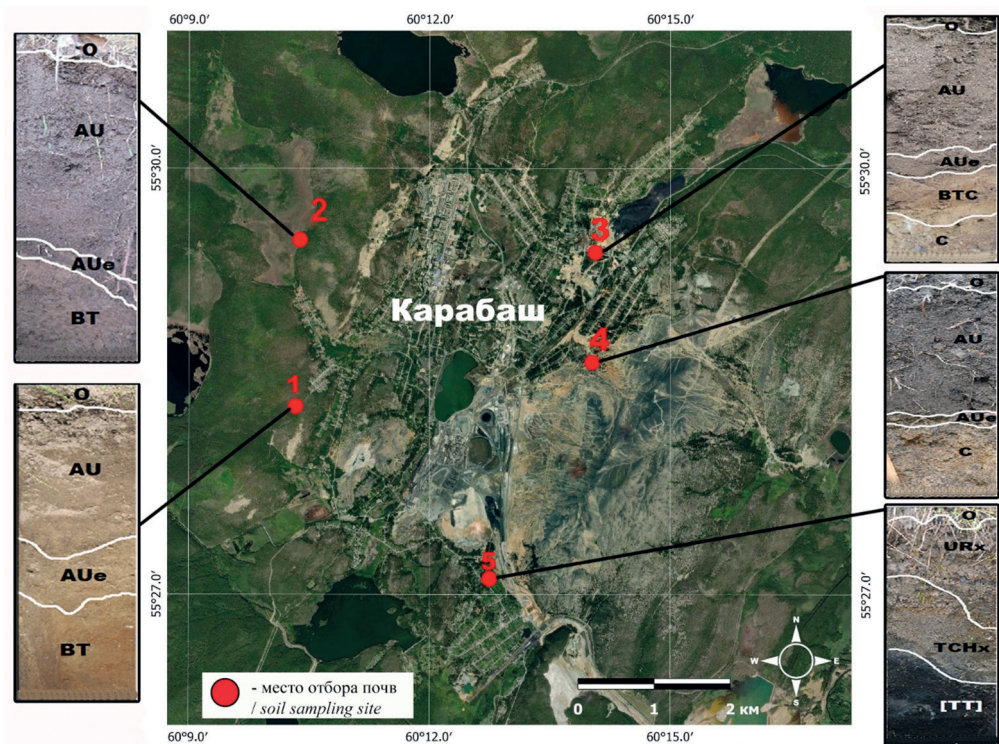 60°9.0' 60°12.0' 60°15.0'
O
AU
AUe
BT
O
AU
AUe
BT
55°30.0'
55°27.0'
2
1
3
4
5
Карабаш
- место отбора почв
/ soil sampling site
N
W E
S
0 1 2 км
60°9.0' 60°12.0' 60°15.0'
55°30.0'
55°27.0'
O
AU
AUe
BTC
C
O
AU
AUe
C
O
URx
TCHx
[TT]